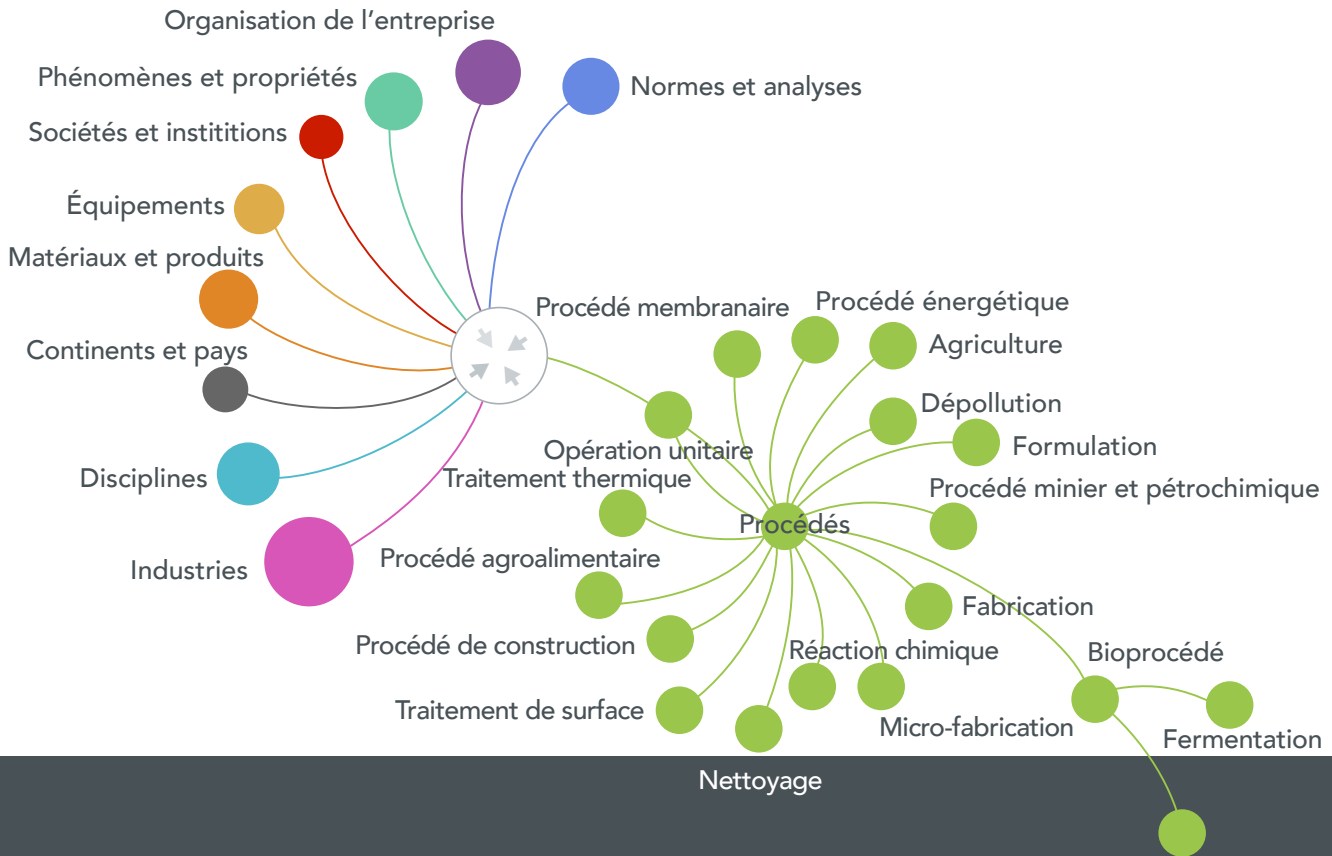 Organisation de l'entreprise
Phénomènes et propriétés
Normes et analyses
Sociétés et instititions
Équipements
Matériaux et produits
Continents et pays
Disciplines
Industries
Procédé membranaire
Procédé énergétique
Agriculture
Dépollution
Formulation
Opération unitaire
Traitement thermique
Procédé minier et pétrochimique
Procédés
Procédé agroalimentaire
Fabrication
Procédé de construction
Réaction chimique
Bioprocédé
Traitement de surface
Micro-fabrication
Fermentation
Nettoyage